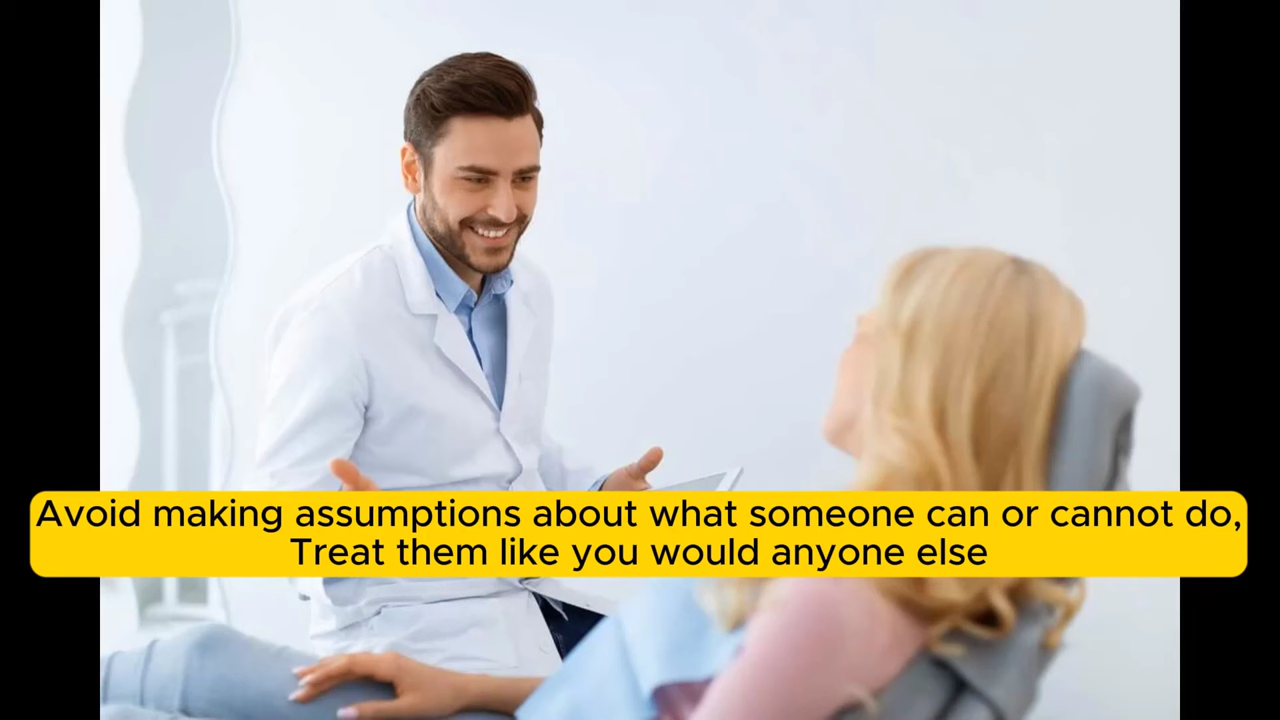 Avoid making assumptions about what someone can or cannot do,
Treat them like you would anyone else